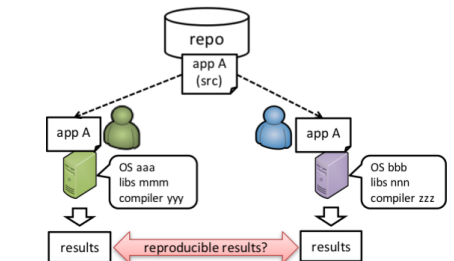 repo
app A
(src)
app A
app A
OS aaa
libs mmm
compiler yyy
OS bbb
libs nnn
compiler zzz
results
reproducible results?
results